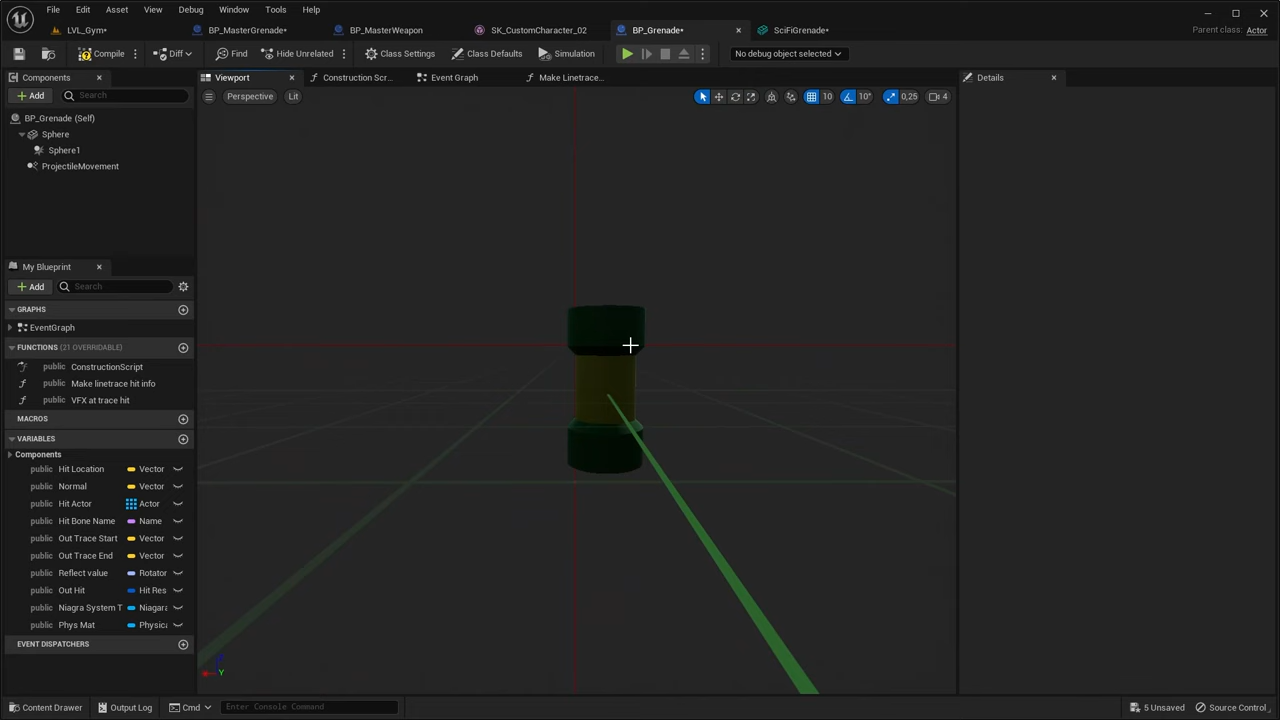 File Edit Asset View Debug Window Tools Help
LVL_Gym* BP_MasterGrenade* BP_MasterWeapon SK_CustomCharacter_02 BP_Grenade* SciFiGrenade* Parent class: Actor
Compile Diff Find Hide Unrelated Class Settings Class Defaults Simulation No debug object selected
Components Viewport Construction Scr... Event Graph Make Linetrace... Details
Add Search Perspective Lit 10 10° 0,25 4
BP_Grenade (Self)
Sphere
Sphere1
ProjectileMovement
My Blueprint
Add Search
GRAPHS
EventGraph
FUNCTIONS (21 OVERRIDABLE)
public ConstructionScript
public Make linetrace hit info
public VFX at trace hit
MACROS
VARIABLES
Components
public Hit Location Vector
public Normal Vector
public Hit Actor Actor
public Hit Bone Name Name
public Out Trace Start Vector
public Out Trace End Vector
public Reflect value Rotator
public Out Hit Hit Res
public Niagra System T Niagara
public Phys Mat Physica
EVENT DISPATCHERS
Y
Content Drawer Output Log Cmd Enter Console Command 5 Unsaved Source Control